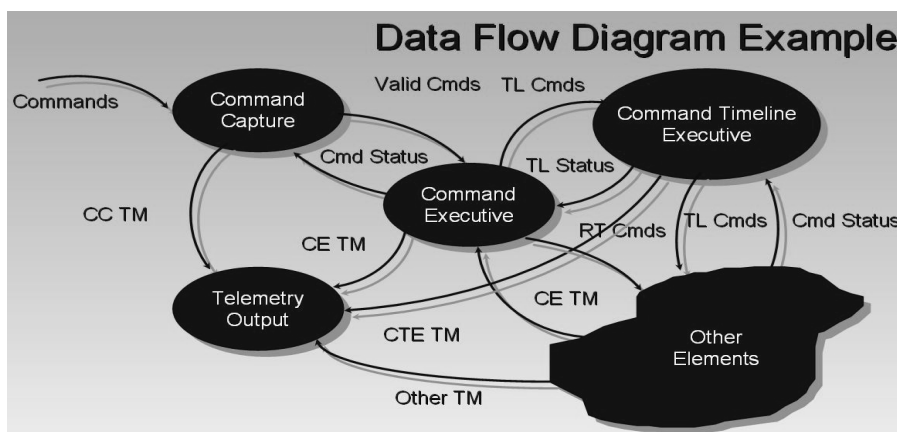 Data Flow Diagram Example
Commands
Command
Capture
Valid Cmds
TL Cmds
Command Timeline
Executive
Cmd Status
TL Status
Command
Executive
CC TM
CE TM
RT Cmds
TL Cmds
Cmd Status
Telemetry
Output
CE TM
CTE TM
Other
Elements
Other TM